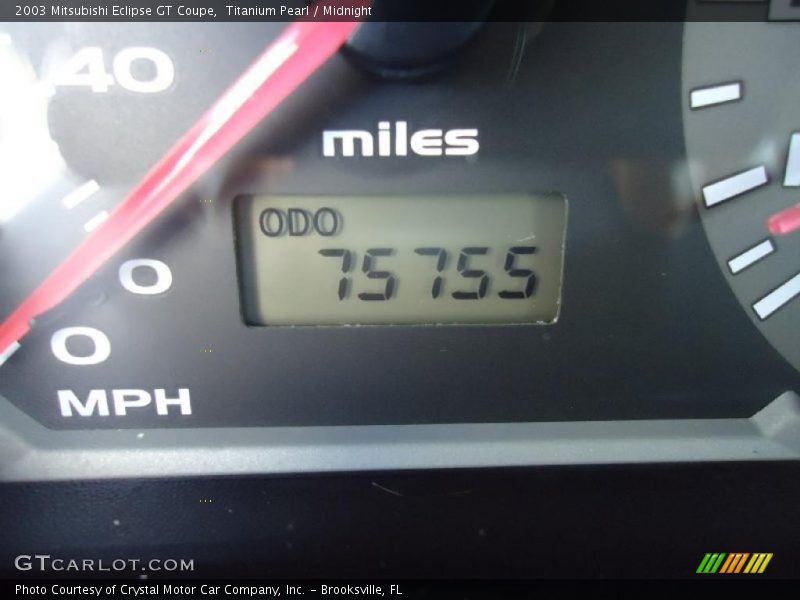 2003 Mitsubishi Eclipse GT Coupe,  Titanium Pearl / Midnight
40
miles
ODO
75755
0
0
MPH
GTCARLOT.COM
Photo Courtesy of Crystal Motor Car Company, Inc. – Brooksville, FL